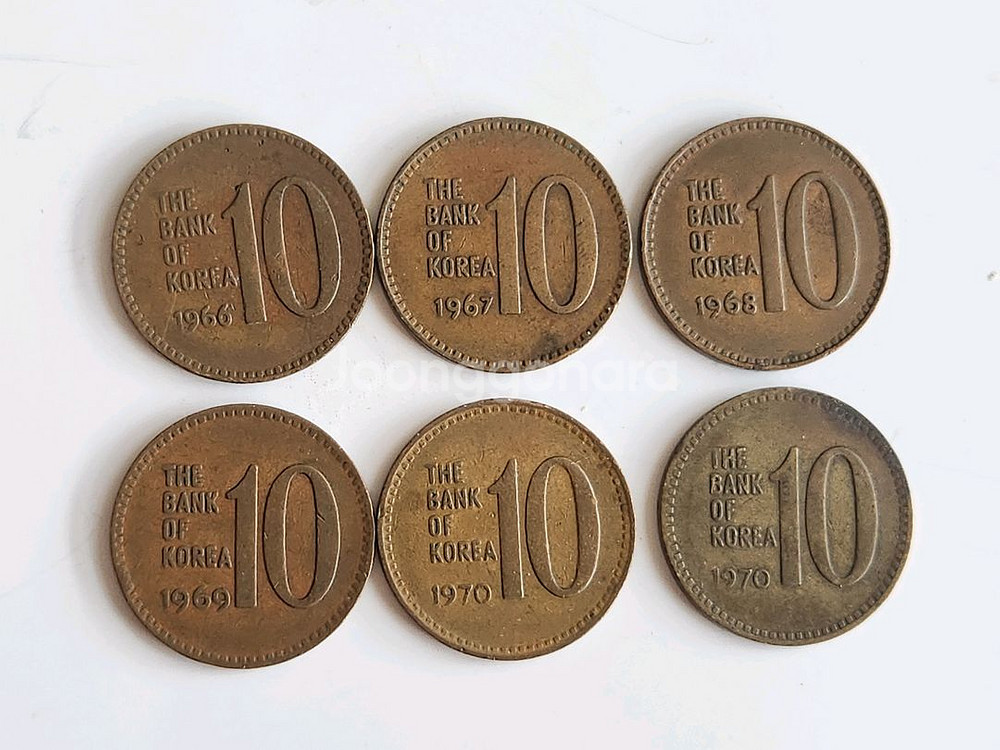 THE
BANK
OF
KOREA
1966
10
THE
BANK
OF
KOREA
1967
10
THE
BANK
OF
KOREA
1968
10
THE
BANK
OF
KOREA
1969
10
THE
BANK
OF
KOREA
1970
10
THE
BANK
OF
KOREA
1970
10
Joonggonara